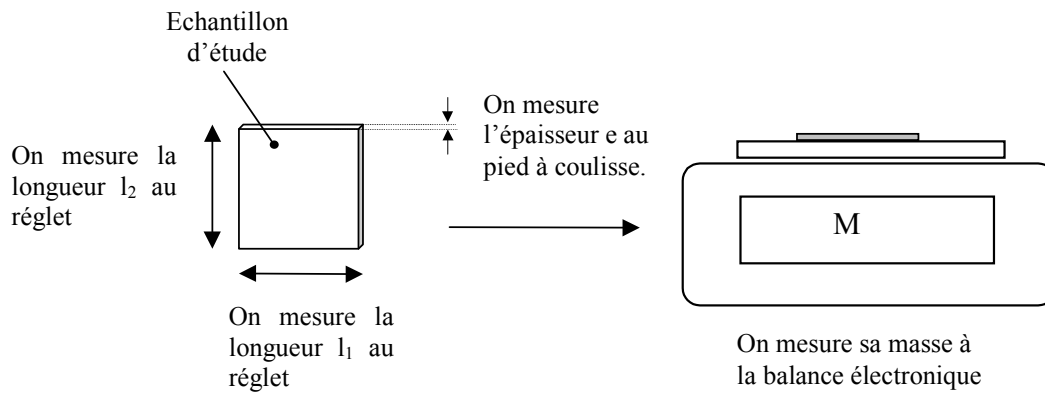 Echantillon
d’étude
On mesure la
longueur l₂ au
réglet
On mesure
l’épaisseur e au
pied à coulisse.
M
On mesure la
longueur l₁ au
réglet
On mesure sa masse à
la balance électronique